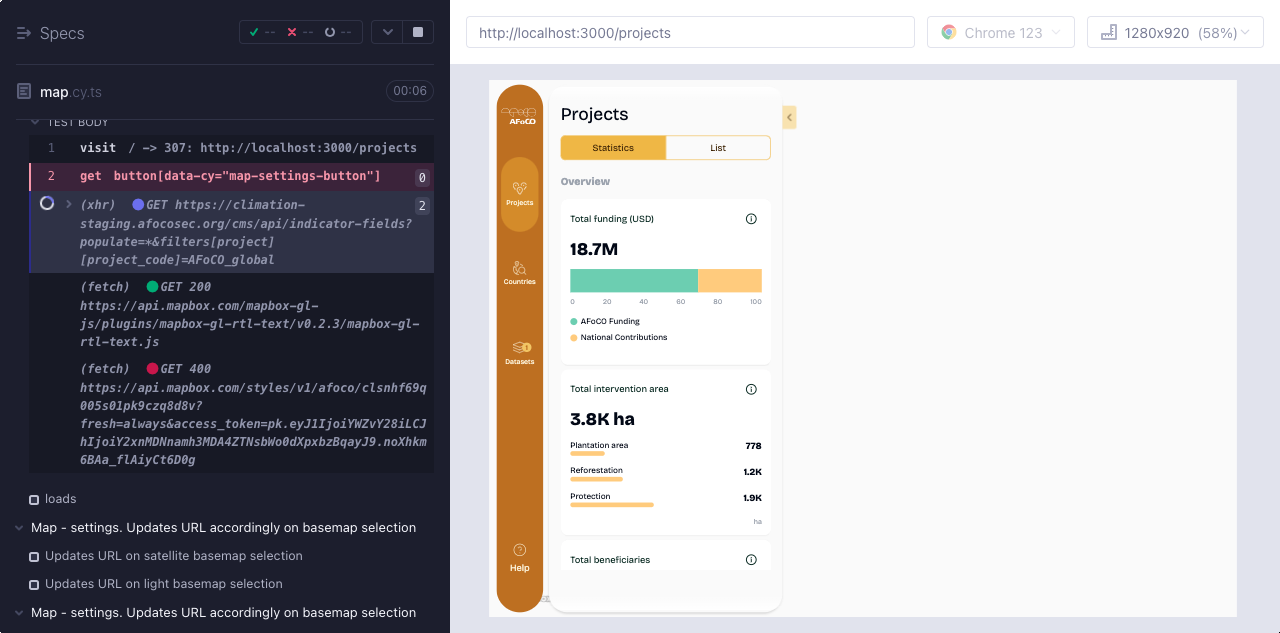 Specs
--
--
--
map.cy.ts
00:06
TEST BODY
1 visit / -> 307: http://localhost:3000/projects
2 get button[data-cy="map-settings-button"] 0
(xhr) GET https://climation-
staging.afocosec.org/cms/api/indicator-fields?
populate=*&filters[project]
[project_code]=AFoCO_global
2
(fetch) GET 200
https://api.mapbox.com/mapbox-gl-
js/plugins/mapbox-gl-rtl-text/v0.2.3/mapbox-gl-
rtl-text.js
(fetch) GET 400
https://api.mapbox.com/styles/v1/afoco/clsnhf69q
005s01pk9czq8d8v?
fresh=always&access_token=pk.eyJ1IjoiYWZvY28iLCJ
hIjoiY2xnMDNnamh3MDA4ZTNsbWo0dXpxbzBqayJ9.noXhkm
6BAa_flAiyCt6D0g
loads
Map - settings. Updates URL accordingly on basemap selection
Updates URL on satellite basemap selection
Updates URL on light basemap selection
Map - settings. Updates URL accordingly on basemap selection
http://localhost:3000/projects
Chrome 123
1280x920 (58%)
AFoCO
Projects
Countries
1
Datasets
Help
Projects
Statistics
List
Overview
Total funding (USD)
18.7M
0 20 40 60 80 100
AFoCO Funding
National Contributions
Total intervention area
3.8K ha
Plantation area 778
Reforestation 1.2K
Protection 1.9K
ha
Total beneficiaries